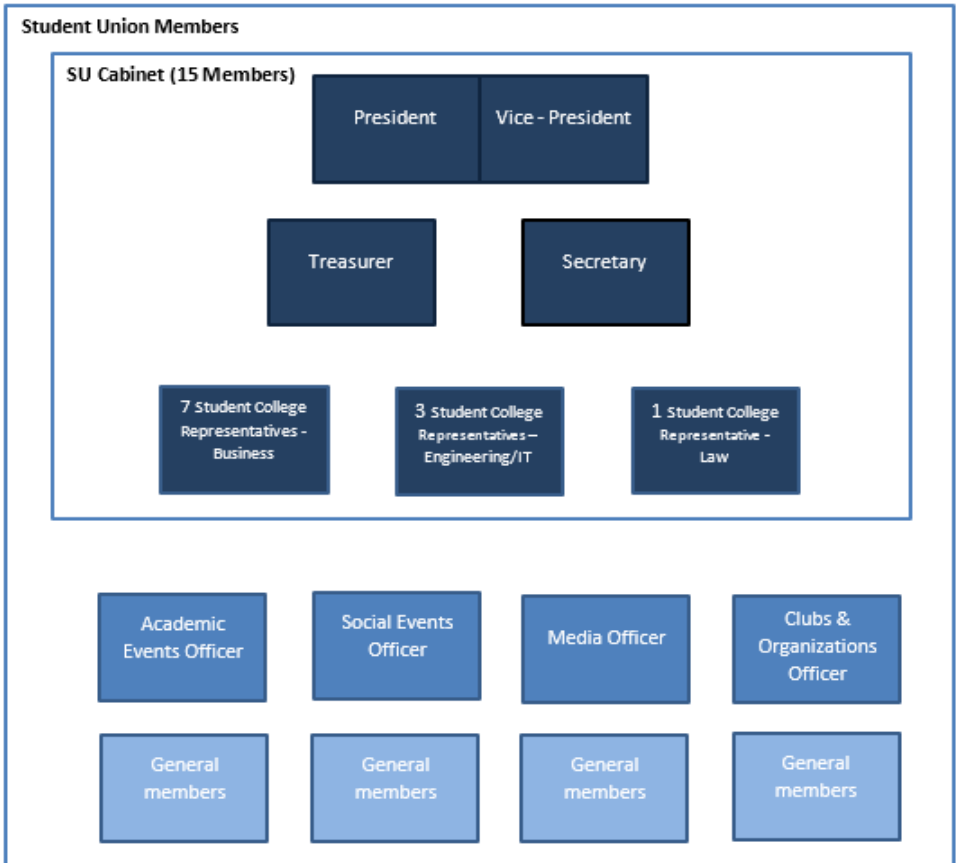 Student Union Members
SU Cabinet (15 Members)
President
Vice - President
Treasurer
Secretary
7 Student College
Representatives -
Business
3 Student College
Representatives –
Engineering/IT
1 Student College
Representative -
Law
Academic
Events Officer
Social Events
Officer
Media Officer
Clubs &
Organizations
Officer
General
members
General
members
General
members
General
members